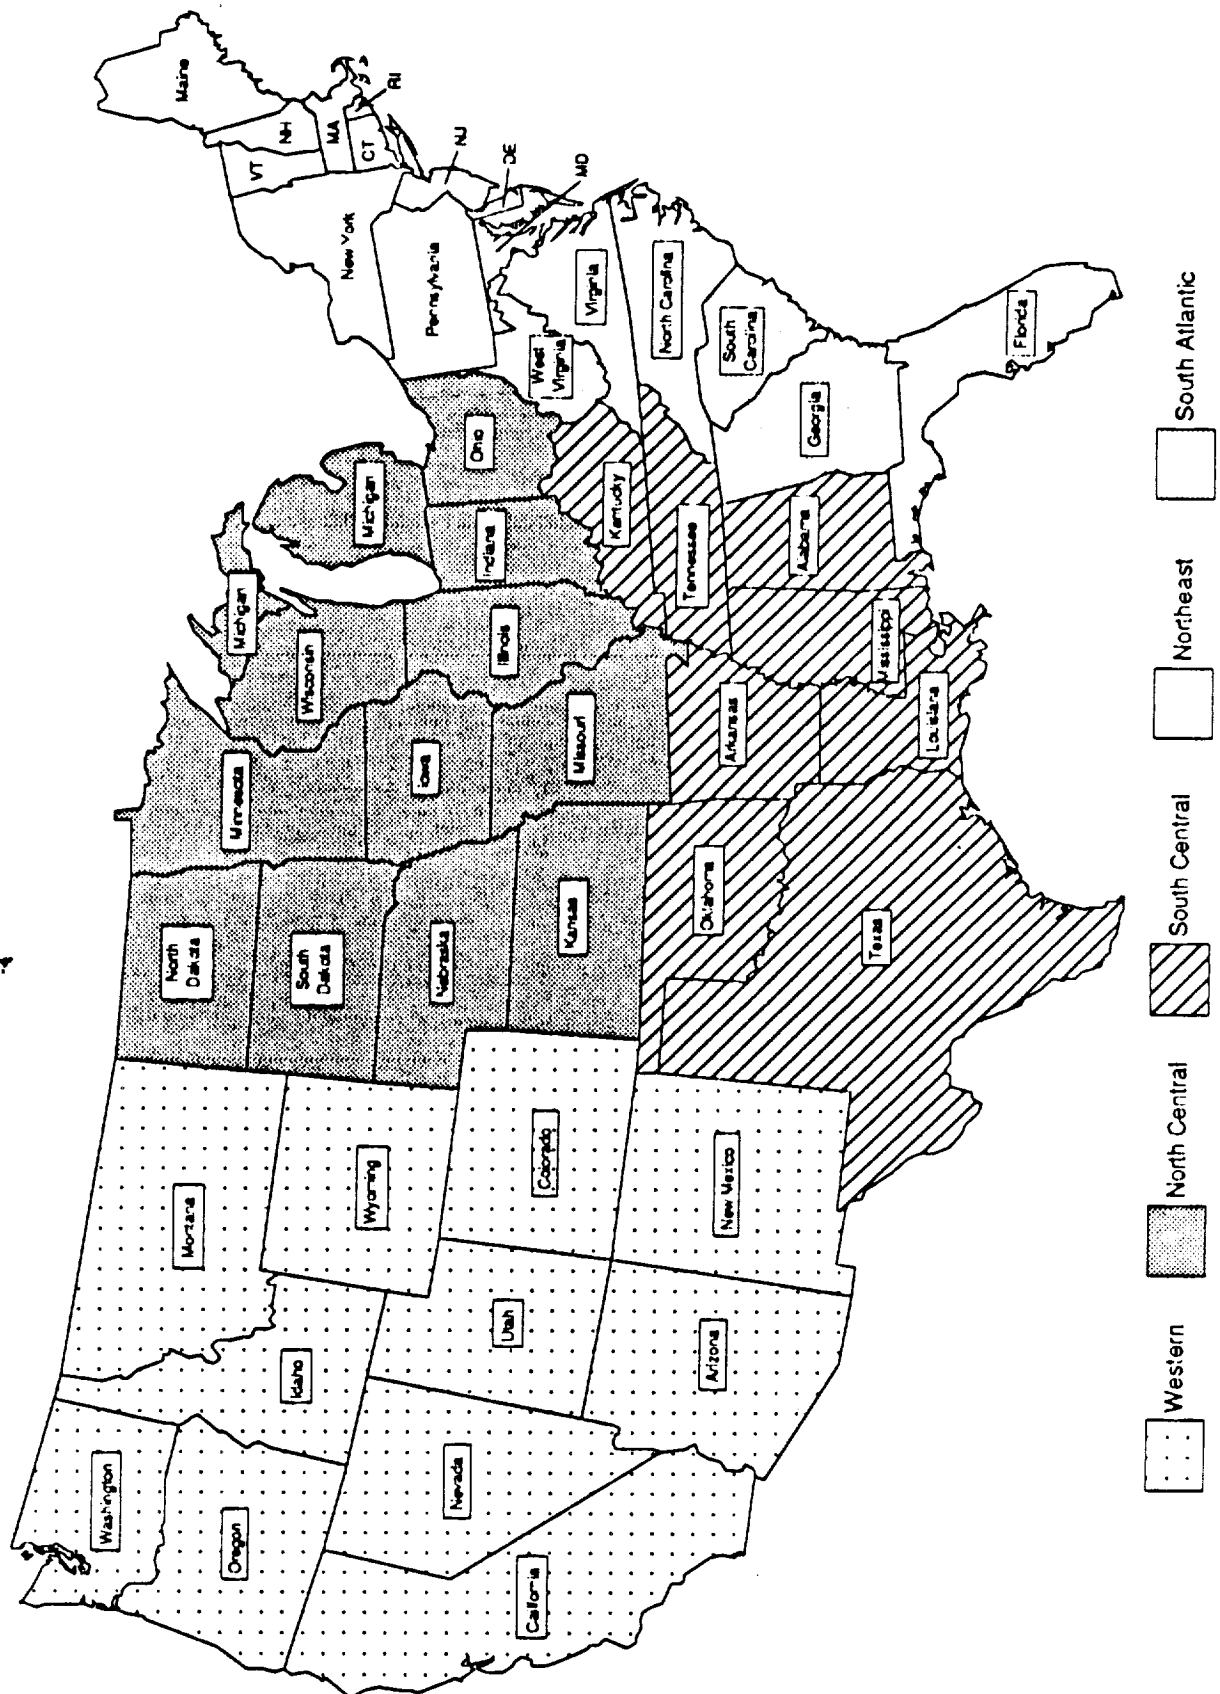 Washington
Oregon
California
Nevada
Idaho
Montana
Wyoming
Utah
Arizona
Colorado
New Mexico
North
Dakota
South
Dakota
Nebraska
Kansas
Oklahoma
Texas
Minnesota
Iowa
Missouri
Arkansas
Louisiana
Wisconsin
Illinois
Michigan
Michigan
Indiana
Ohio
Kentucky
Tennessee
Mississippi
Alabama
Georgia
Florida
South
Carolina
North Carolina
Virginia
West
Virginia
Pennsylvania
New York
VT
NH
Maine
MA
CT
RI
NJ
DE
MD
Western
North Central
South Central
Northeast
South Atlantic